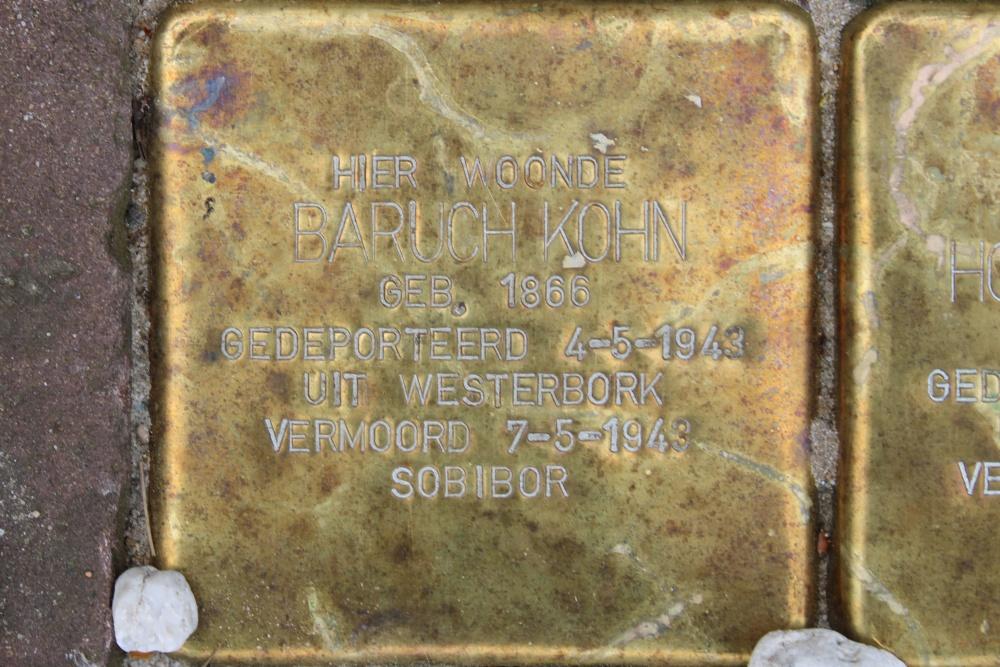 HIER WOONDE
BARUCH KOHN
GEB. 1866
GEDEPORTEERD 4-5-1943
UIT WESTERBORK
VERMOORD 7-5-1943
SOBIBOR